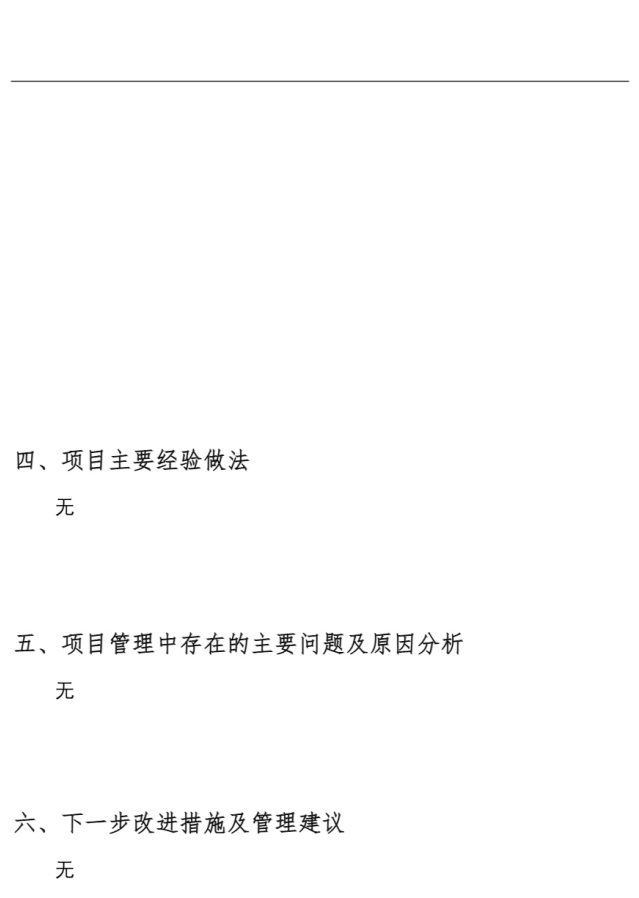 四、项目主要经验做法
无
五、项目管理中存在的主要问题及原因分析
无
六、下一步改进措施及管理建议
无